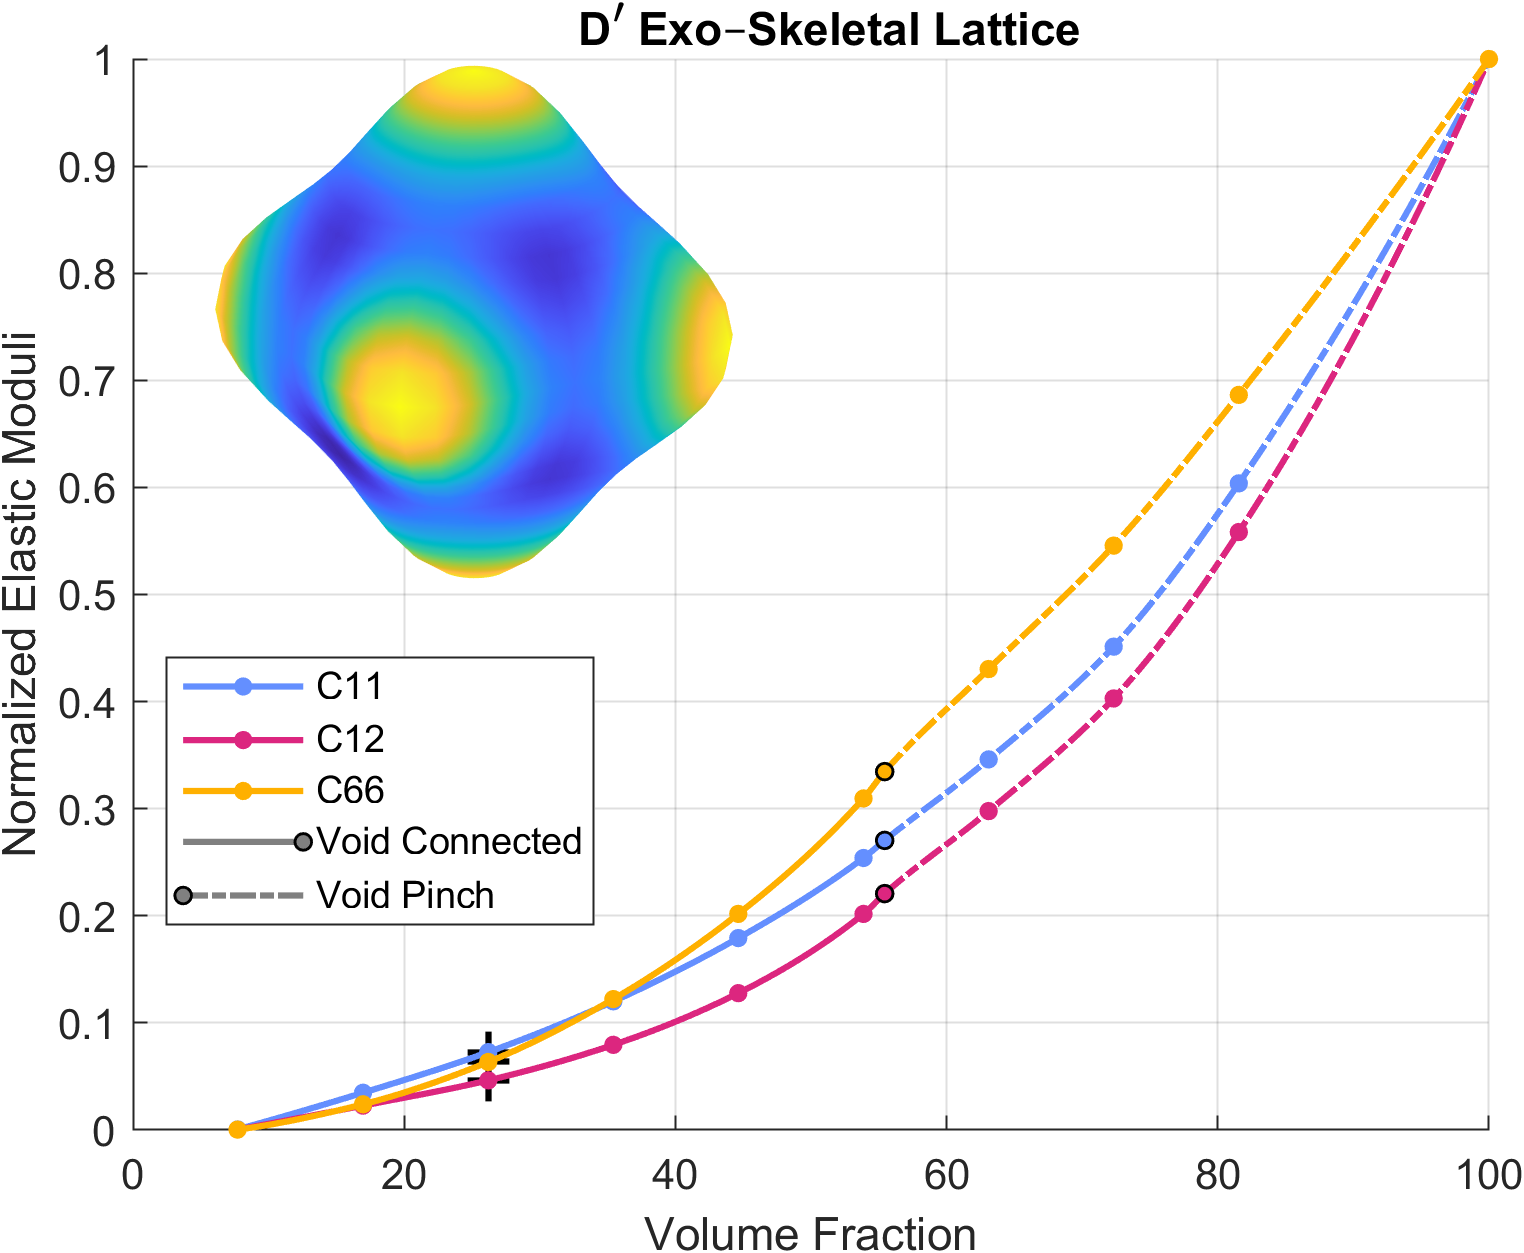 D′ Exo−Skeletal Lattice
1
0.9
0.8
0.7
0.6
0.5
0.4
0.3
0.2
0.1
0
Normalized Elastic Moduli
C11
C12
C66
Void Connected
Void Pinch
0 20 40 60 80 100
Volume Fraction